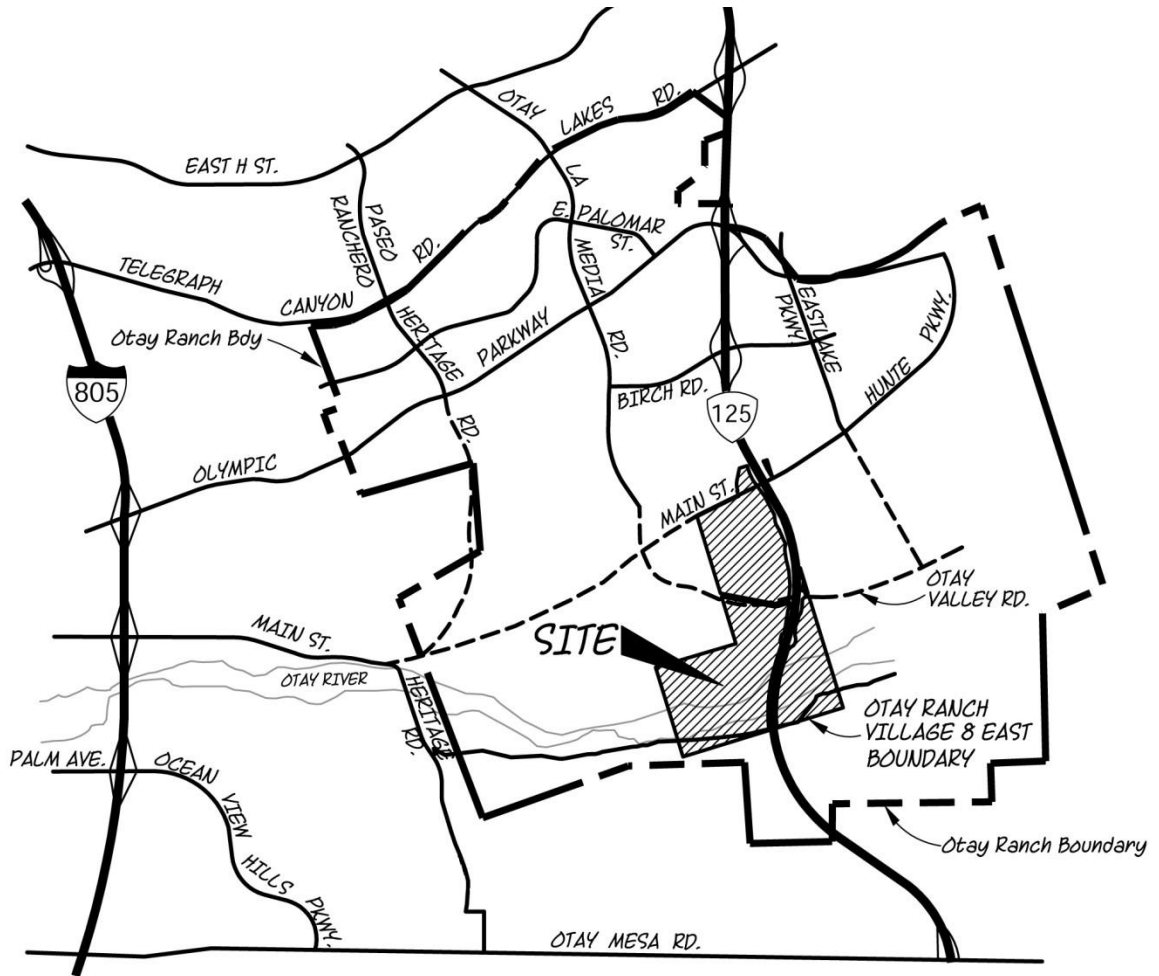 OTAY
LAKES RD.
EAST H ST.
LA
PASEO
RANCHERO
E. PALOMAR
ST.
RD.
TELEGRAPH
CANYON
MEDIA
RD.
HERITAGE
RD.
PARKWAY
EASTLAKE
PKWY.
HUNTE
PKWY.
Otay Ranch Bdy
805
BIRCH RD.
125
OLYMPIC
MAIN ST.
OTAY
VALLEY RD.
MAIN ST.
SITE
OTAY RIVER
HERITAGE
RD.
OTAY RANCH
VILLAGE 8 EAST
BOUNDARY
PALM AVE.
OCEAN
VIEW
HILLS
PKWY.
Otay Ranch Boundary
OTAY MESA RD.